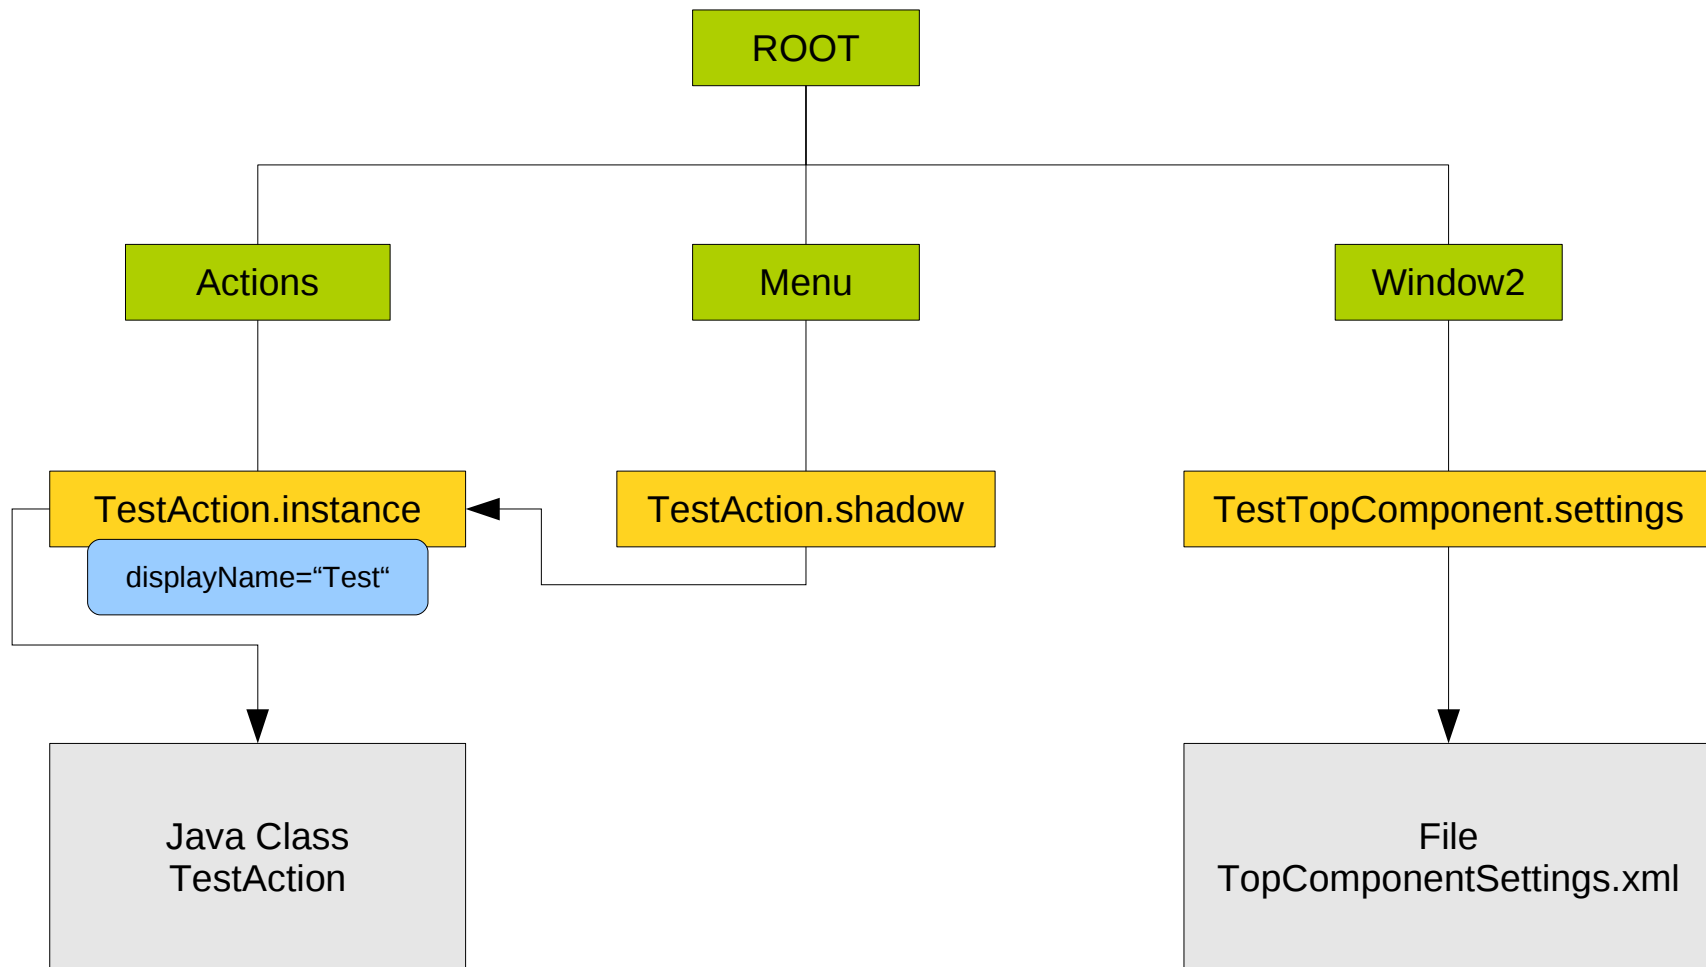 ROOT
Actions
Menu
Window2
TestAction.instance
TestAction.shadow
TestTopComponent.settings
displayName=“Test“
Java Class
TestAction
File
TopComponentSettings.xml